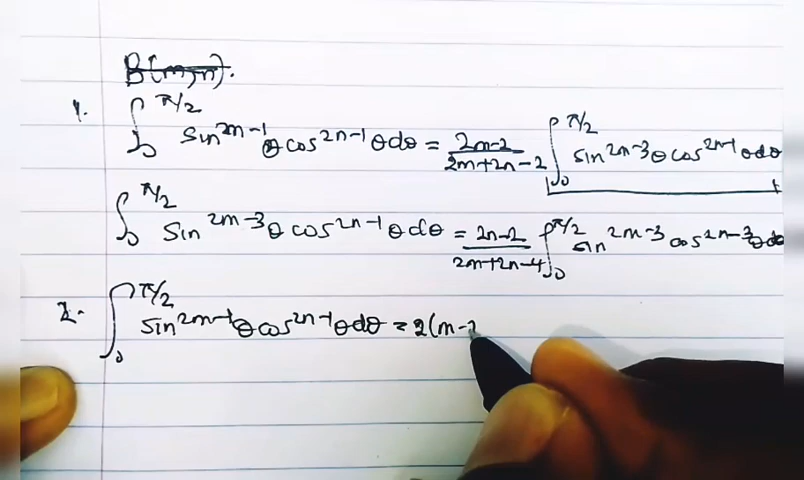 B(m,n).
1. ∫₀^π/2 sin^2m-1 θ cos^2n-1 θ dθ = 2m-2/2m+2n-2 ∫₀^π/2 sin^2m-3 θ cos^2n-1 θ dθ
∫₀^π/2 sin^2m-3 θ cos^2n-1 θ dθ = 2n-2/2m+2n-4 ∫₀^π/2 sin^2m-3 cos^2n-3 θ dθ
2. ∫₀^π/2 sin^2m-1 θ cos^2n-1 θ dθ = 2(m-